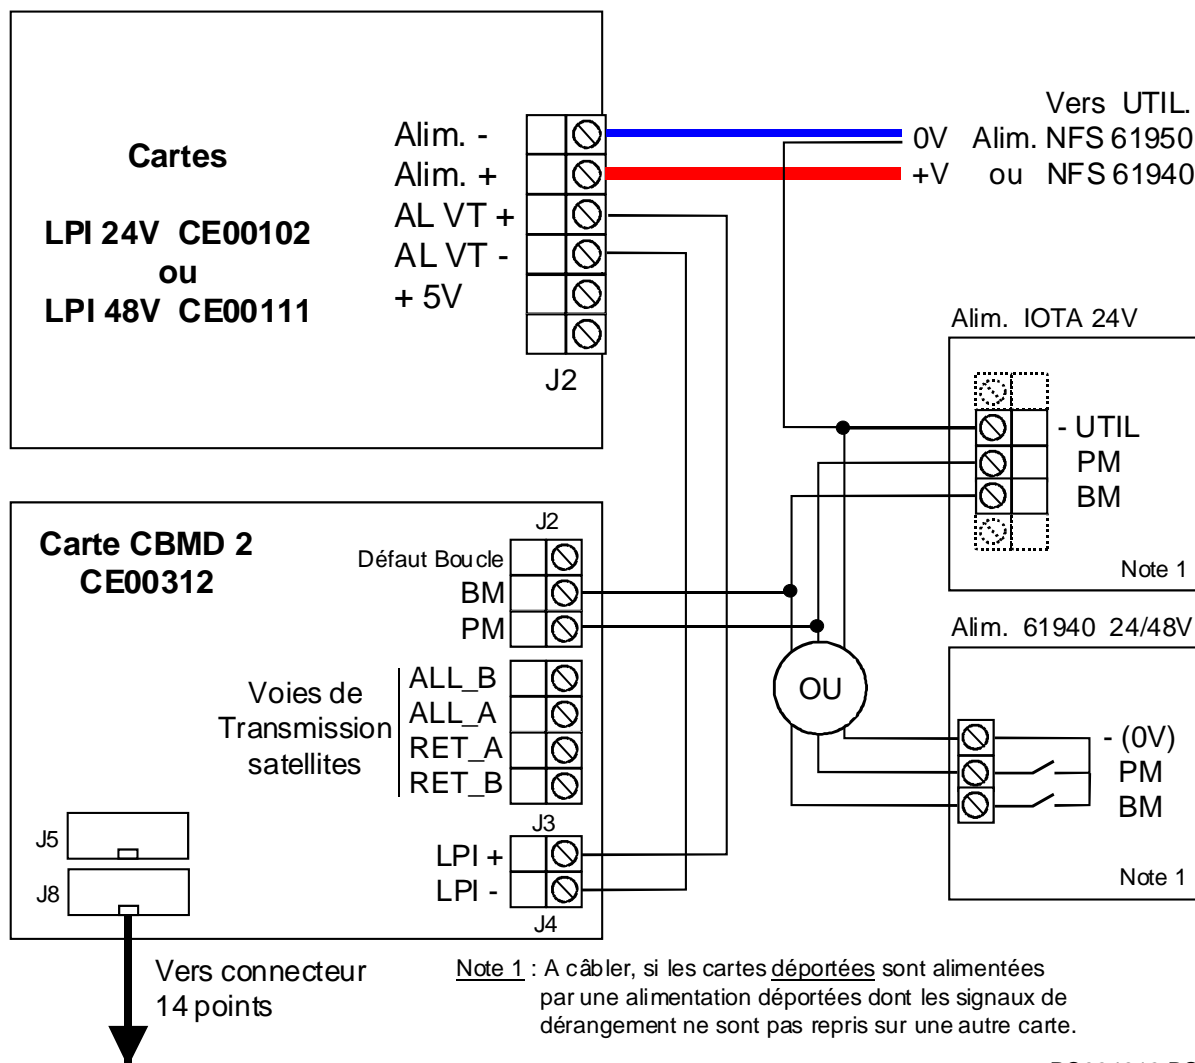 Cartes
LPI 24V CE00102
ou
LPI 48V CE00111
Alim. -
Alim. +
AL VT +
AL VT -
+ 5V
J2
Vers UTIL.
0V Alim. NFS 61950
+V ou NFS 61940
Alim. IOTA 24V
- UTIL
PM
BM
Note 1
Carte CBMD 2
CE00312
J2
Défaut Boucle
BM
PM
Voies de
Transmission
satellites
ALL_B
ALL_A
RET_A
RET_B
J3
LPI +
LPI -
J4
J5
J8
OU
Alim. 61940 24/48V
- (0V)
PM
BM
Note 1
Vers connecteur
14 points
Note 1 : A câbler, si les cartes déportées sont alimentées
par une alimentation déportées dont les signaux de
dérangement ne sont pas repris sur une autre carte.